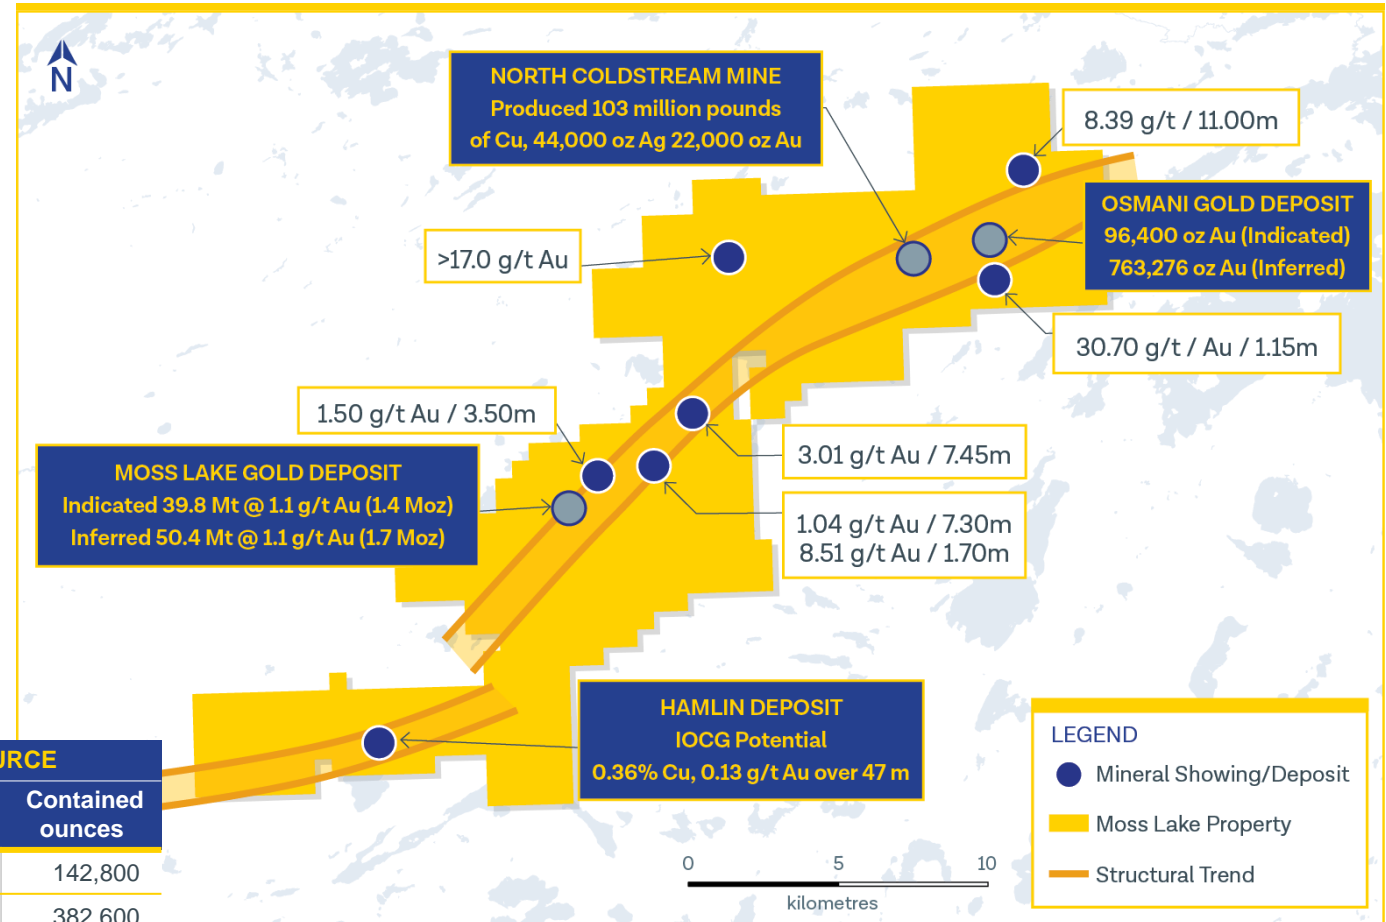 N
NORTH COLDSTREAM MINE
Produced 103 million pounds
of Cu, 44,000 oz Ag 22,000 oz Au
8.39 g/t / 11.00m
OSMANI GOLD DEPOSIT
96,400 oz Au (Indicated)
763,276 oz Au (Inferred)
>17.0 g/t Au
30.70 g/t / Au / 1.15m
1.50 g/t Au / 3.50m
3.01 g/t Au / 7.45m
MOSS LAKE GOLD DEPOSIT
Indicated 39.8 Mt @ 1.1 g/t Au (1.4 Moz)
Inferred 50.4 Mt @ 1.1 g/t Au (1.7 Moz)
1.04 g/t Au / 7.30m
8.51 g/t Au / 1.70m
HAMLIN DEPOSIT
IOCG Potential
0.36% Cu, 0.13 g/t Au over 47 m
URCE
Contained
ounces
142,800
382,600
LEGEND
Mineral Showing/Deposit
Moss Lake Property
Structural Trend
0 5 10
kilometres